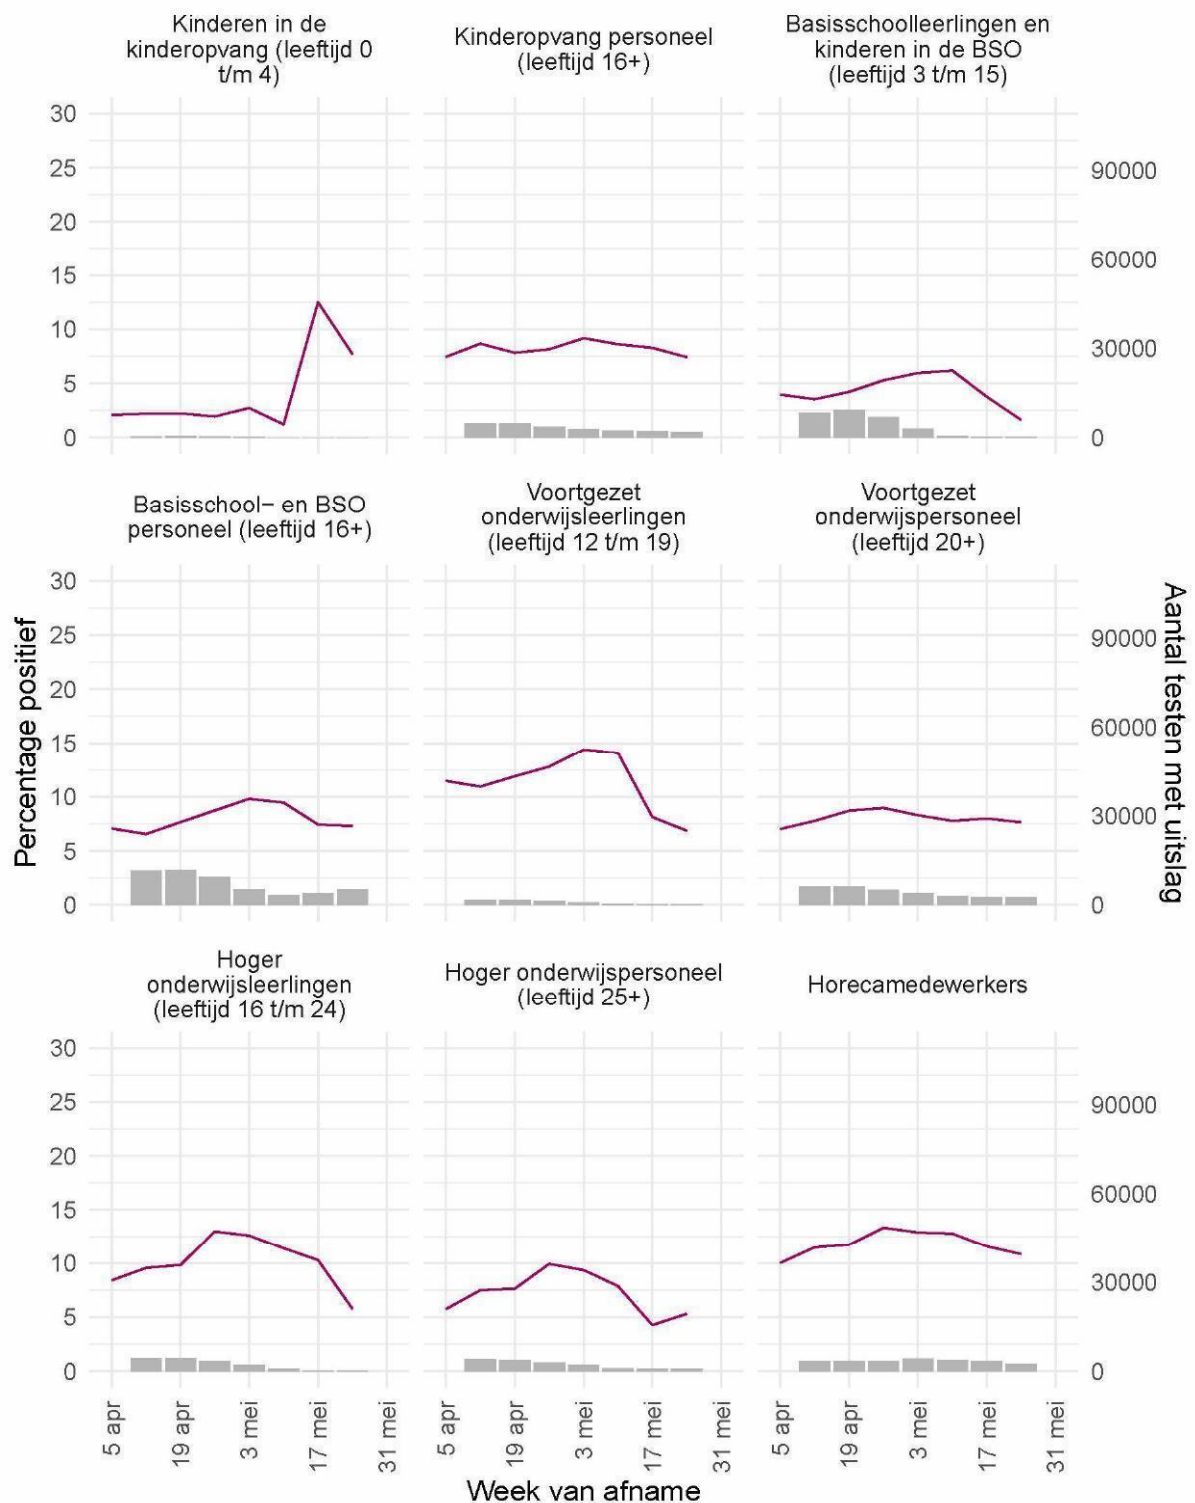 Kinderen in de
kinderopvang (leeftijd 0
t/m 4)
Kinderopvang personeel
(leeftijd 16+)
Basisschoolleerlingen en
kinderen in de BSO
(leeftijd 3 t/m 15)
30
25
20
15
10
5
0
90000
60000
30000
0
Basisschool– en BSO
personeel (leeftijd 16+)
Voortgezet
onderwijsleerlingen
(leeftijd 12 t/m 19)
Voortgezet
onderwijspersoneel
(leeftijd 20+)
Percentage positief
30
25
20
15
10
5
0
90000
60000
30000
0
Aantal testen met uitslag
Hoger
onderwijsleerlingen
(leeftijd 16 t/m 24)
Hoger onderwijspersoneel
(leeftijd 25+)
Horecamedewerkers
30
25
20
15
10
5
0
90000
60000
30000
0
5 apr
19 apr
3 mei
17 mei
31 mei
5 apr
19 apr
3 mei
17 mei
31 mei
5 apr
19 apr
3 mei
17 mei
31 mei
Week van afname